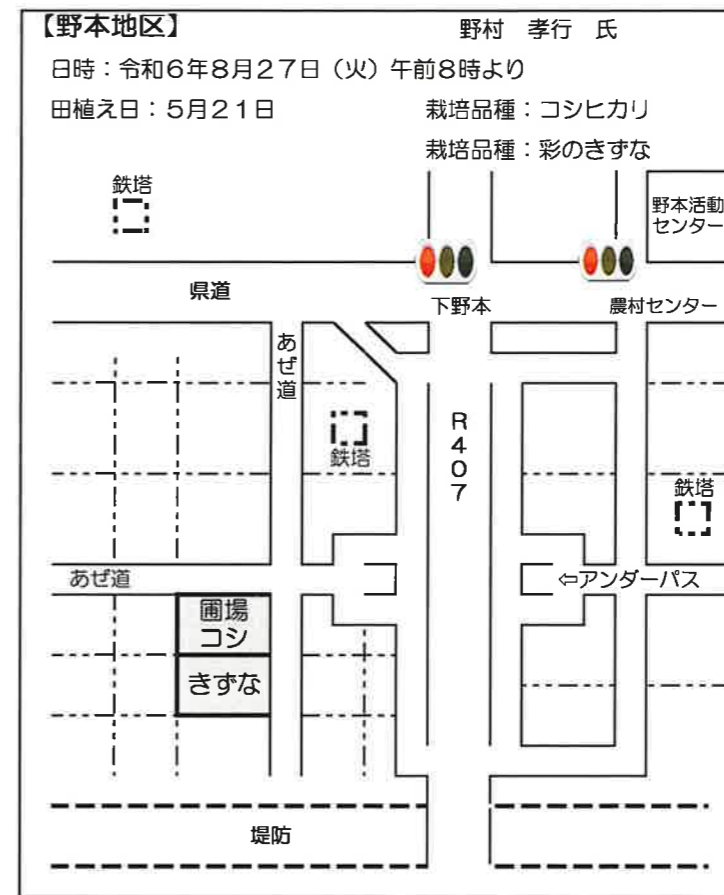 【野本地区】 野村 孝行 氏
日時：令和6年8月27日（火）午前8時より
田植え日：5月21日 栽培品種：コシヒカリ
栽培品種：彩のきずな
鉄塔
野本活動
センター
県道
下野本
農村センター
あぜ道
R407
鉄塔
鉄塔
あぜ道
⇦アンダーパス
圃場
コシ
きずな
堤防